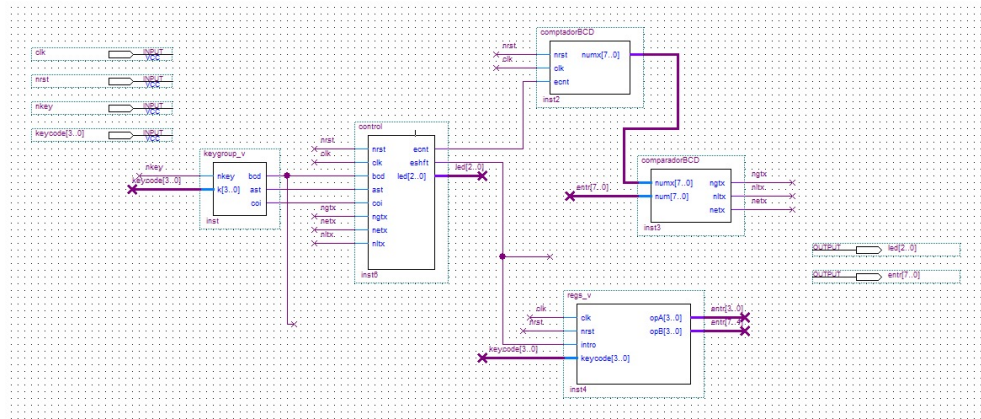 clk INPUT VCC
nrst INPUT VCC
nkey INPUT VCC
keycode[3..0] INPUT VCC
keygroup_v
nkey
keycode[3..0]
nkey bcd
k[3..0] ast
coi
inst
control
nrst.
clk
ngtx
netx
nltx.
nrst ecnt
clk eshft
bcd led[2..0]
ast
coi
ngtx
netx
nltx
led[2..0]
inst6
comptadorBCD
nrst.
clk
nrst numx[7..0]
clk
ecnt
inst2
comparadorBCD
entr[7..0]
numx[7..0] ngtx
num[7..0] nltx
netx
ngtx
nltx.
netx
inst3
OUTPUT led[2..0]
OUTPUT entr[7..0]
regs_v
clk
nrst.
keycode[3..0]
clk opA[3..0]
nrst opB[3..0]
intro
keycode[3..0]
entr[3..0]
inst4